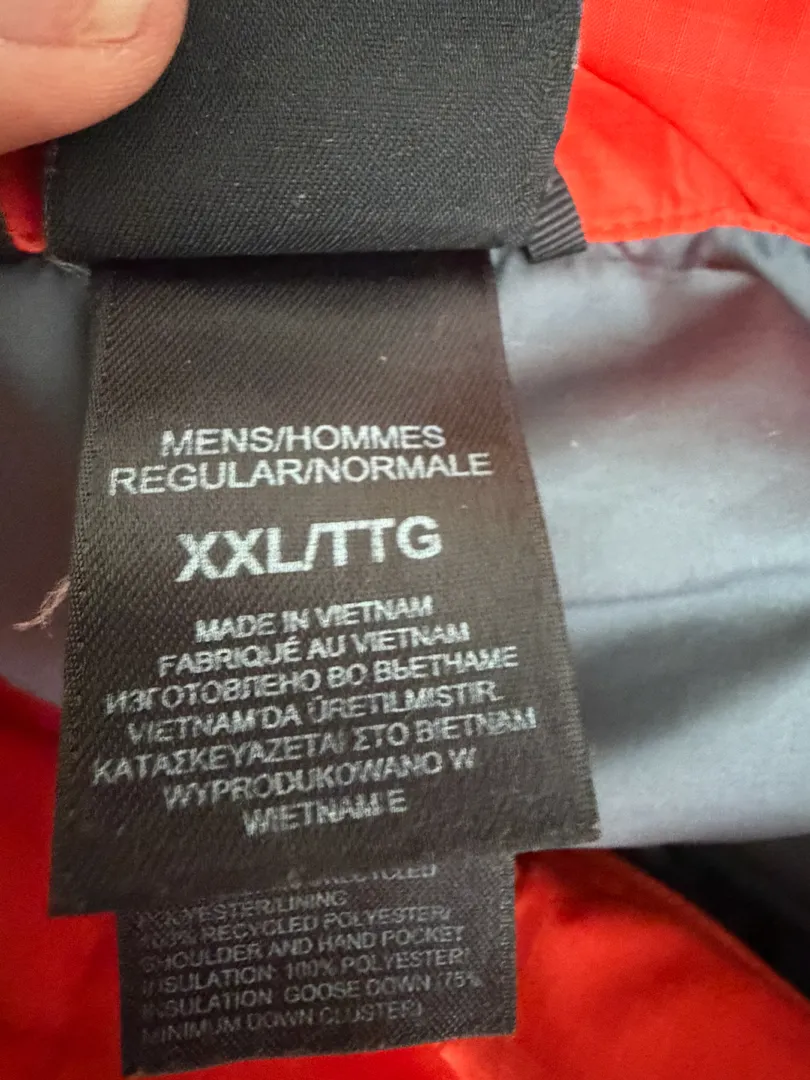 MENS/HOMMES
REGULAR/NORMALE
XXL/TTG
MADE IN VIETNAM
FABRIQUÉ AU VIETNAM
ИЗГОТОВЛЕНО ВО ВЬЕТНАМЕ
VIETNAM'DA ÜRETILMISTIR.
ΚΑΤΑΣΚΕΥΑΖΕΤΑΙ ΣΤΟ ΒΙΕΤΝΑΜ
WYPRODUKOWANO W
WIETNAMIE
LINING
100% RECYCLED POLYESTER/
SHOULDER AND HAND POCKET
INSULATION: 100% POLYESTER/
INSULATION: GOOSE DOWN (75%
MINIMUM DOWN CLUSTER)